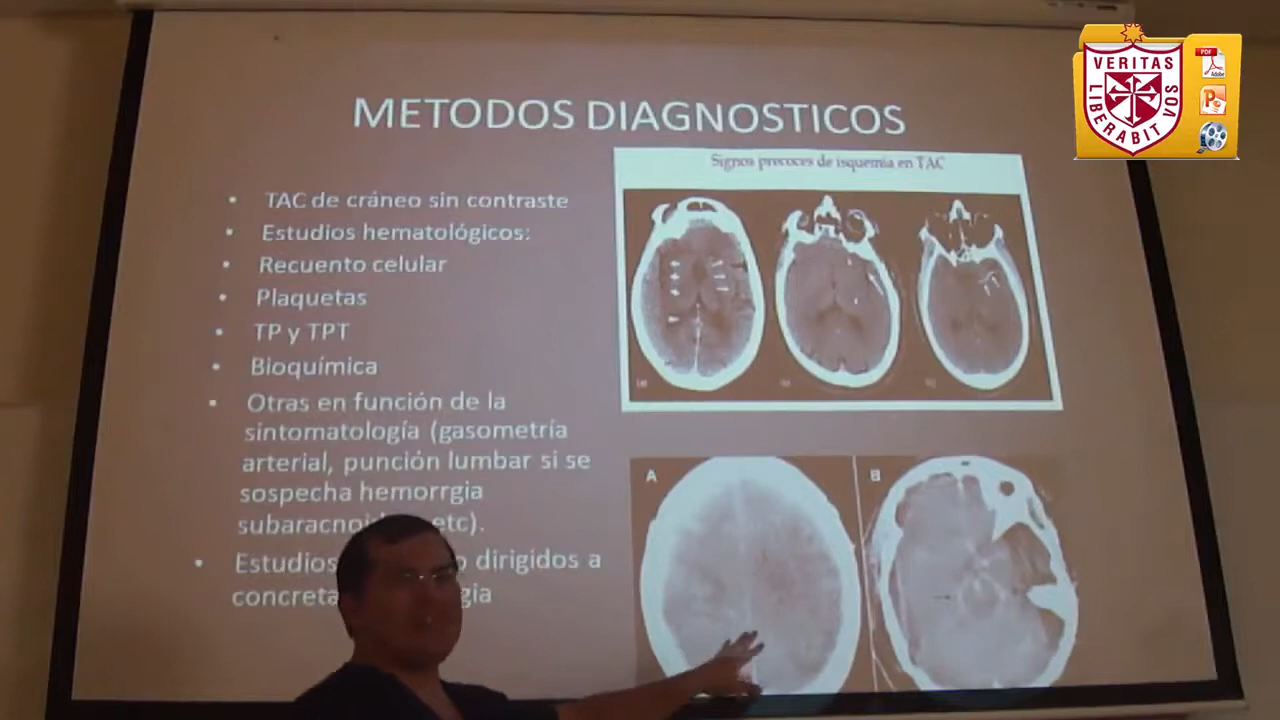 METODOS DIAGNOSTICOS
• TAC de cráneo sin contraste
• Estudios hematológicos:
• Recuento celular
• Plaquetas
• TP y TPT
• Bioquímica
• Otras en función de la
sintomatología (gasometría
arterial, punción lumbar si se
sospecha hemorrgia
etc).
• Estudios dirigidos a
Signos precoces de isquemia en TAC
A
B
VERITAS
LIBERABIT VOS
PDF
Adobe
P